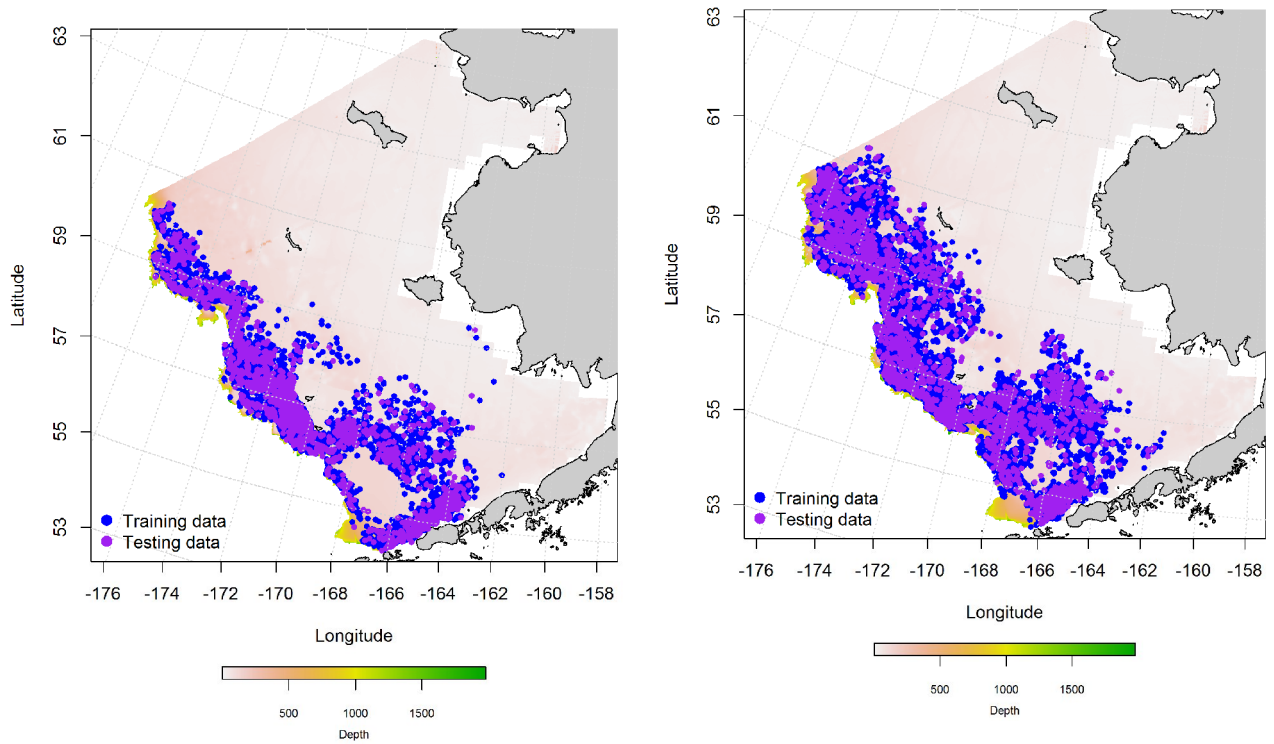 63
61
59
57
55
53
Latitude
Training data
Testing data
-176 -174 -172 -170 -168 -166 -164 -162 -160 -158
Longitude
500 1000 1500
Depth
63
61
59
57
55
53
Latitude
Training data
Testing data
-176 -174 -172 -170 -168 -166 -164 -162 -160 -158
Longitude
500 1000 1500
Depth